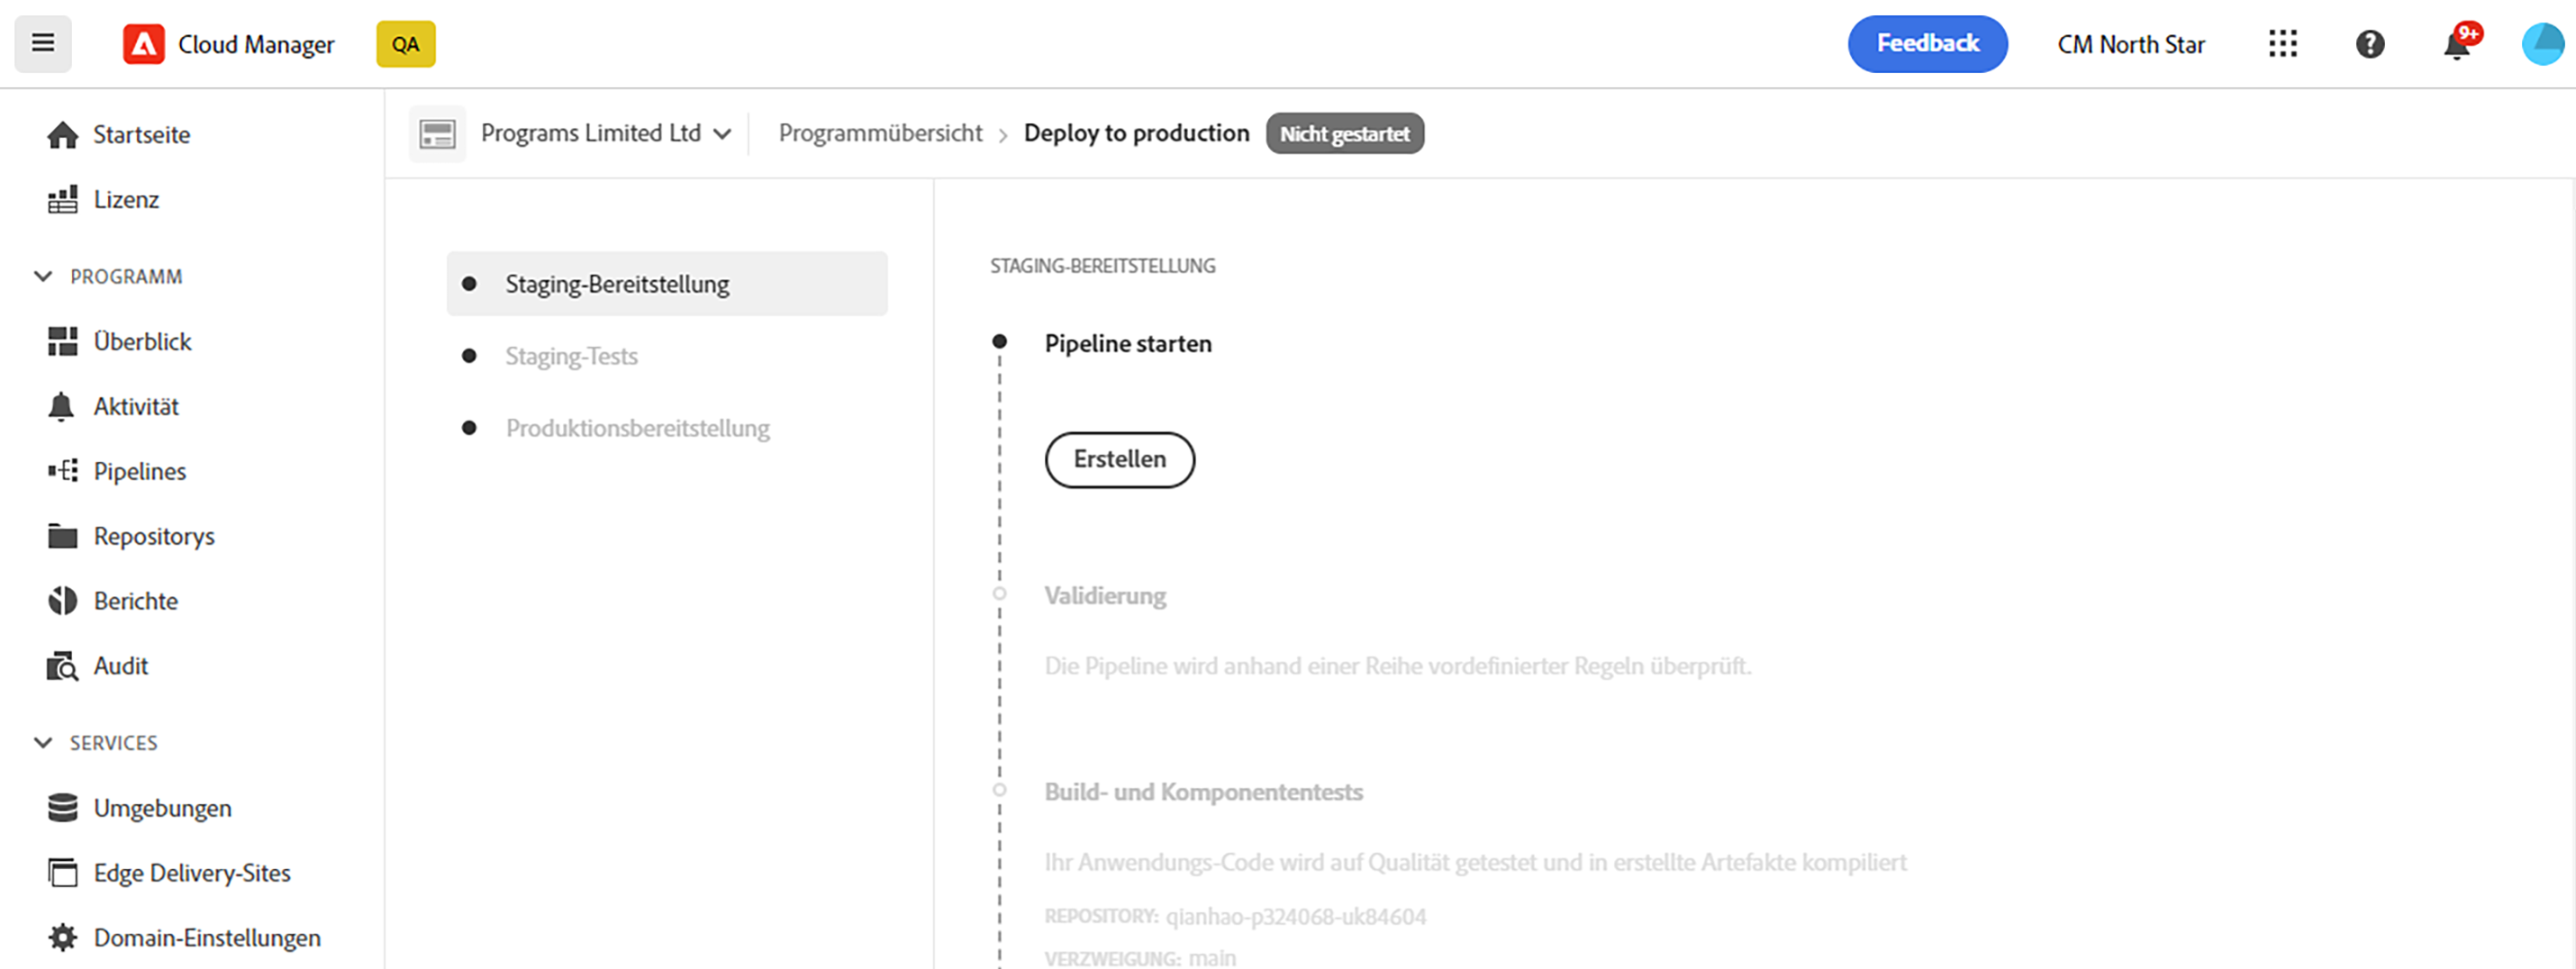 Cloud Manager QA Feedback CM North Star 9+
Startseite
Lizenz
PROGRAMM
Überblick
Aktivität
Pipelines
Repositorys
Berichte
Audit
SERVICES
Umgebungen
Edge Delivery-Sites
Domain-Einstellungen
Programs Limited Ltd Programmübersicht > Deploy to production Nicht gestartet
Staging-Bereitstellung
Staging-Tests
Produktionsbereitstellung
STAGING-BEREITSTELLUNG
Pipeline starten
Erstellen
Validierung
Die Pipeline wird anhand einer Reihe vordefinierter Regeln überprüft.
Build- und Komponententests
Ihr Anwendungs-Code wird auf Qualität getestet und in erstellte Artefakte kompiliert
REPOSITORY: qianhao-p324068-uk84604
VERZWEIGUNG: main